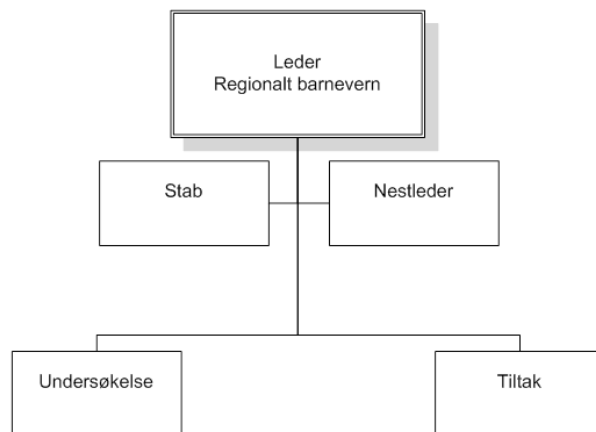 Leder
Regionalt barnevern
Stab
Nestleder
Undersøkelse
Tiltak